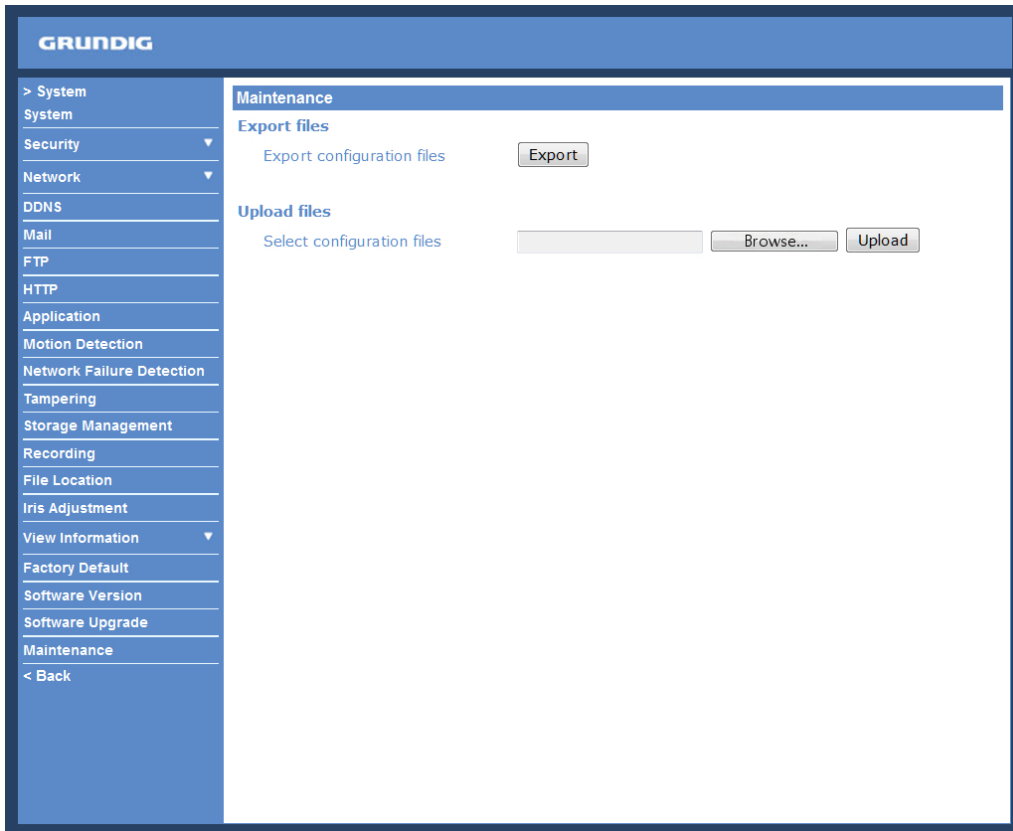 GRUNDIG
> System
System
Security
Network
DDNS
Mail
FTP
HTTP
Application
Motion Detection
Network Failure Detection
Tampering
Storage Management
Recording
File Location
Iris Adjustment
View Information
Factory Default
Software Version
Software Upgrade
Maintenance
< Back
Maintenance
Export files
Export configuration files Export
Upload files
Select configuration files Browse... Upload